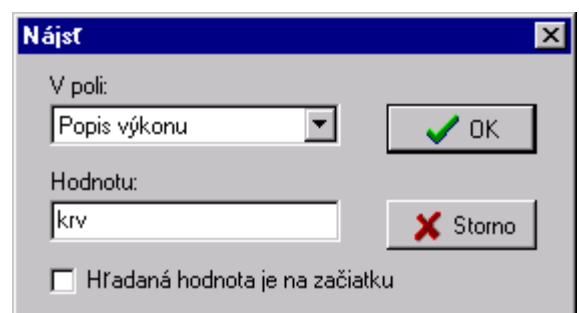 Nájsť
V poli:
Popis výkonu
OK
Hodnotu:
krv
Storno
Hľadaná hodnota je na začiatku